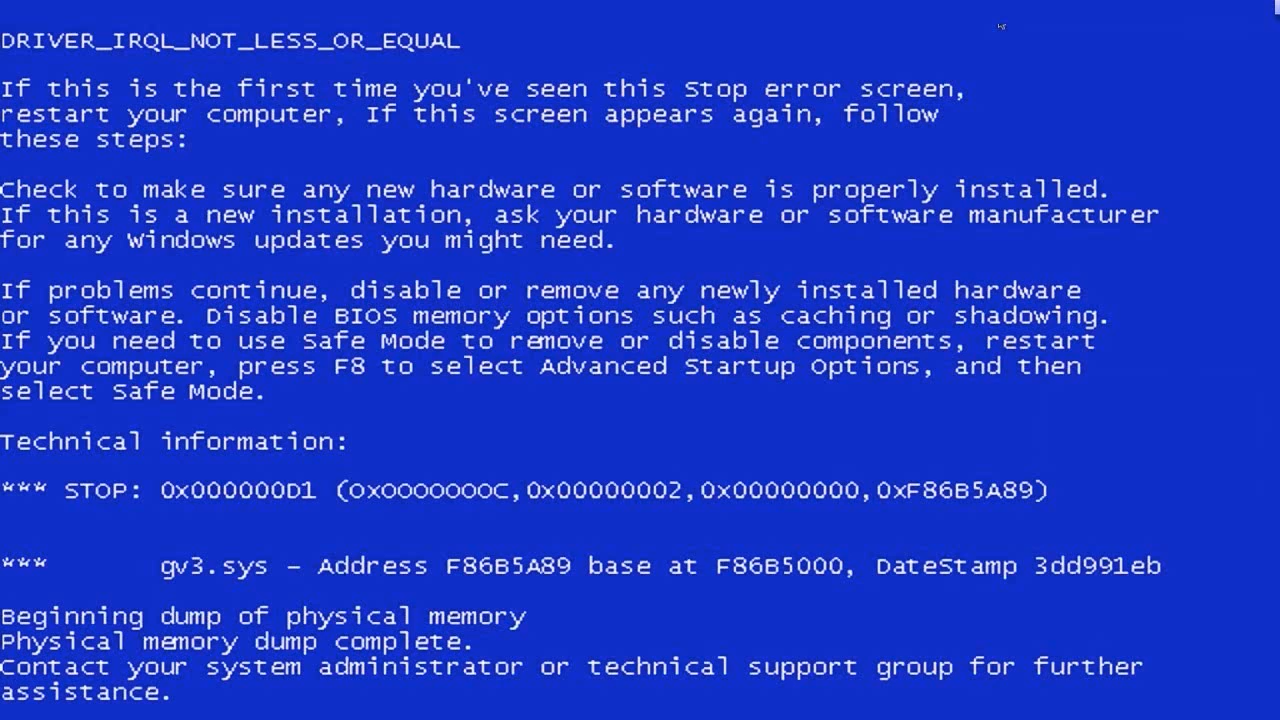 DRIVER_IRQL_NOT_LESS_OR_EQUAL
If this is the first time you've seen this Stop error screen,
restart your computer, If this screen appears again, follow
these steps:
Check to make sure any new hardware or software is properly installed.
If this is a new installation, ask your hardware or software manufacturer
for any Windows updates you might need.
If problems continue, disable or remove any newly installed hardware
or software. Disable BIOS memory options such as caching or shadowing.
If you need to use Safe Mode to remove or disable components, restart
your computer, press F8 to select Advanced Startup Options, and then
select Safe Mode.
Technical information:
*** STOP: 0x000000D1 (0x0000000C,0x00000002,0x00000000,0xF86B5A89)
*** gv3.sys – Address F86B5A89 base at F86B5000, DateStamp 3dd991eb
Beginning dump of physical memory
Physical memory dump complete.
Contact your system administrator or technical support group for further
assistance.